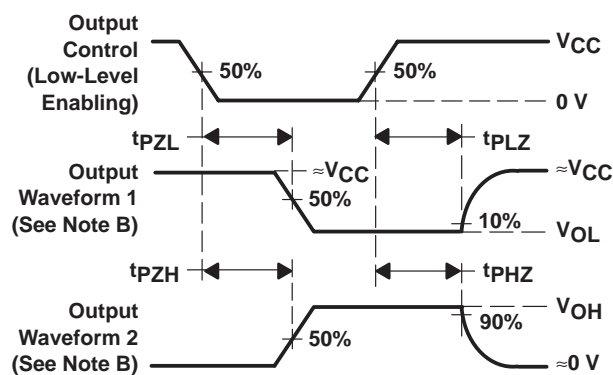 Output
Control
(Low-Level
Enabling)
50%
50%
VCC
0 V
tPZL
tPLZ
Output
Waveform 1
(See Note B)
≈VCC
50%
≈VCC
10%
VOL
tPZH
tPHZ
Output
Waveform 2
(See Note B)
50%
VOH
90%
≈0 V